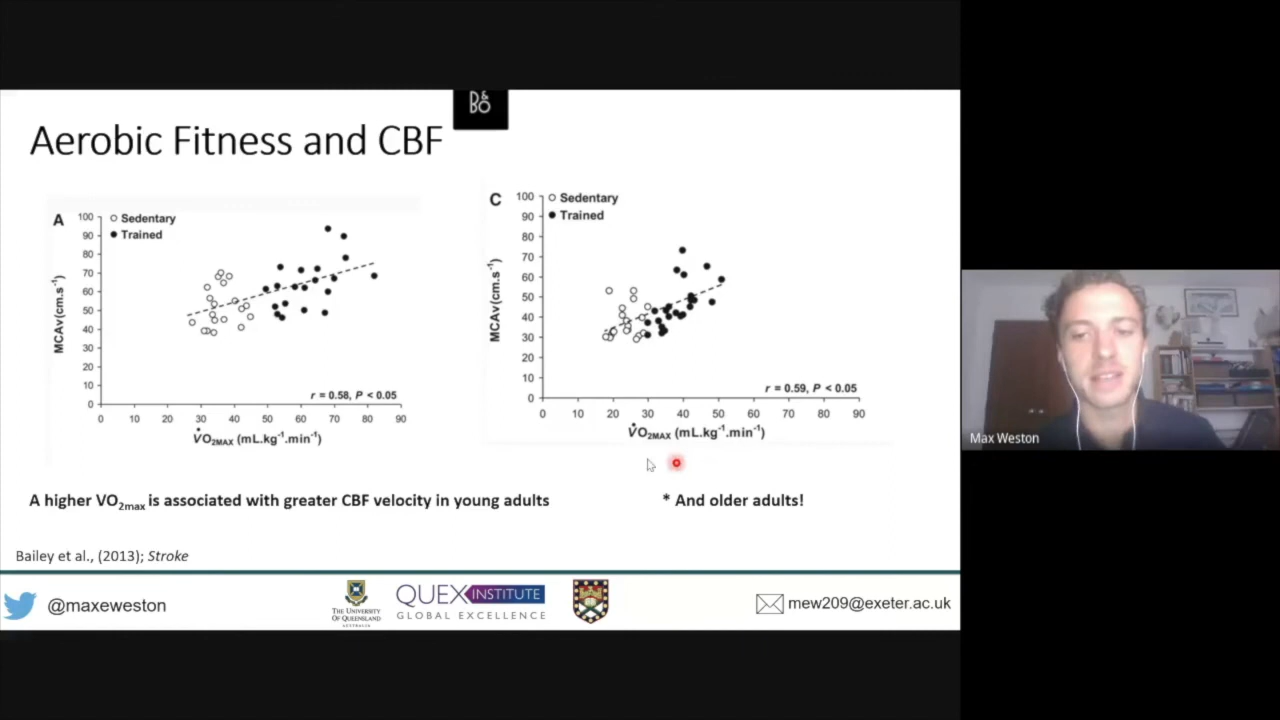 B&
BO
Aerobic Fitness and CBF
A
Sedentary
Trained
100
90
80
70
60
50
40
30
20
10
0
MCAv (cm.s⁻¹)
r = 0.58, P < 0.05
0 10 20 30 40 50 60 70 80 90
V̇O₂MAX (mL.kg⁻¹.min⁻¹)
C
Sedentary
Trained
100
90
80
70
60
50
40
30
20
10
0
MCAv (cm.s⁻¹)
r = 0.59, P < 0.05
0 10 20 30 40 50 60 70 80 90
V̇O₂MAX (mL.kg⁻¹.min⁻¹)
A higher VO₂max is associated with greater CBF velocity in young adults
* And older adults!
Bailey et al., (2013); Stroke
@maxeweston
THE UNIVERSITY
OF QUEENSLAND
AUSTRALIA
QUEX INSTITUTE
GLOBAL EXCELLENCE
mew209@exeter.ac.uk
Max Weston